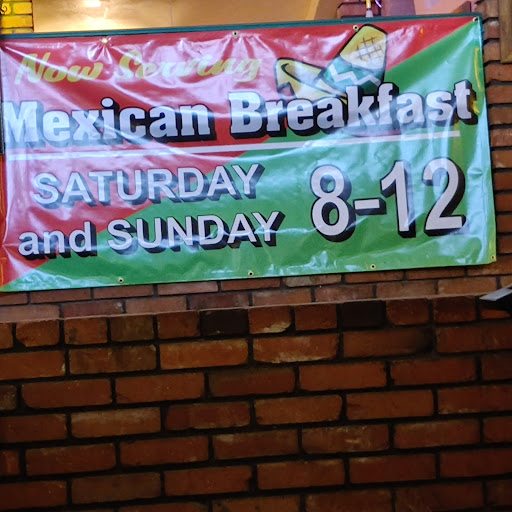 Now Serving
Mexican Breakfast
SATURDAY
and SUNDAY
8-12